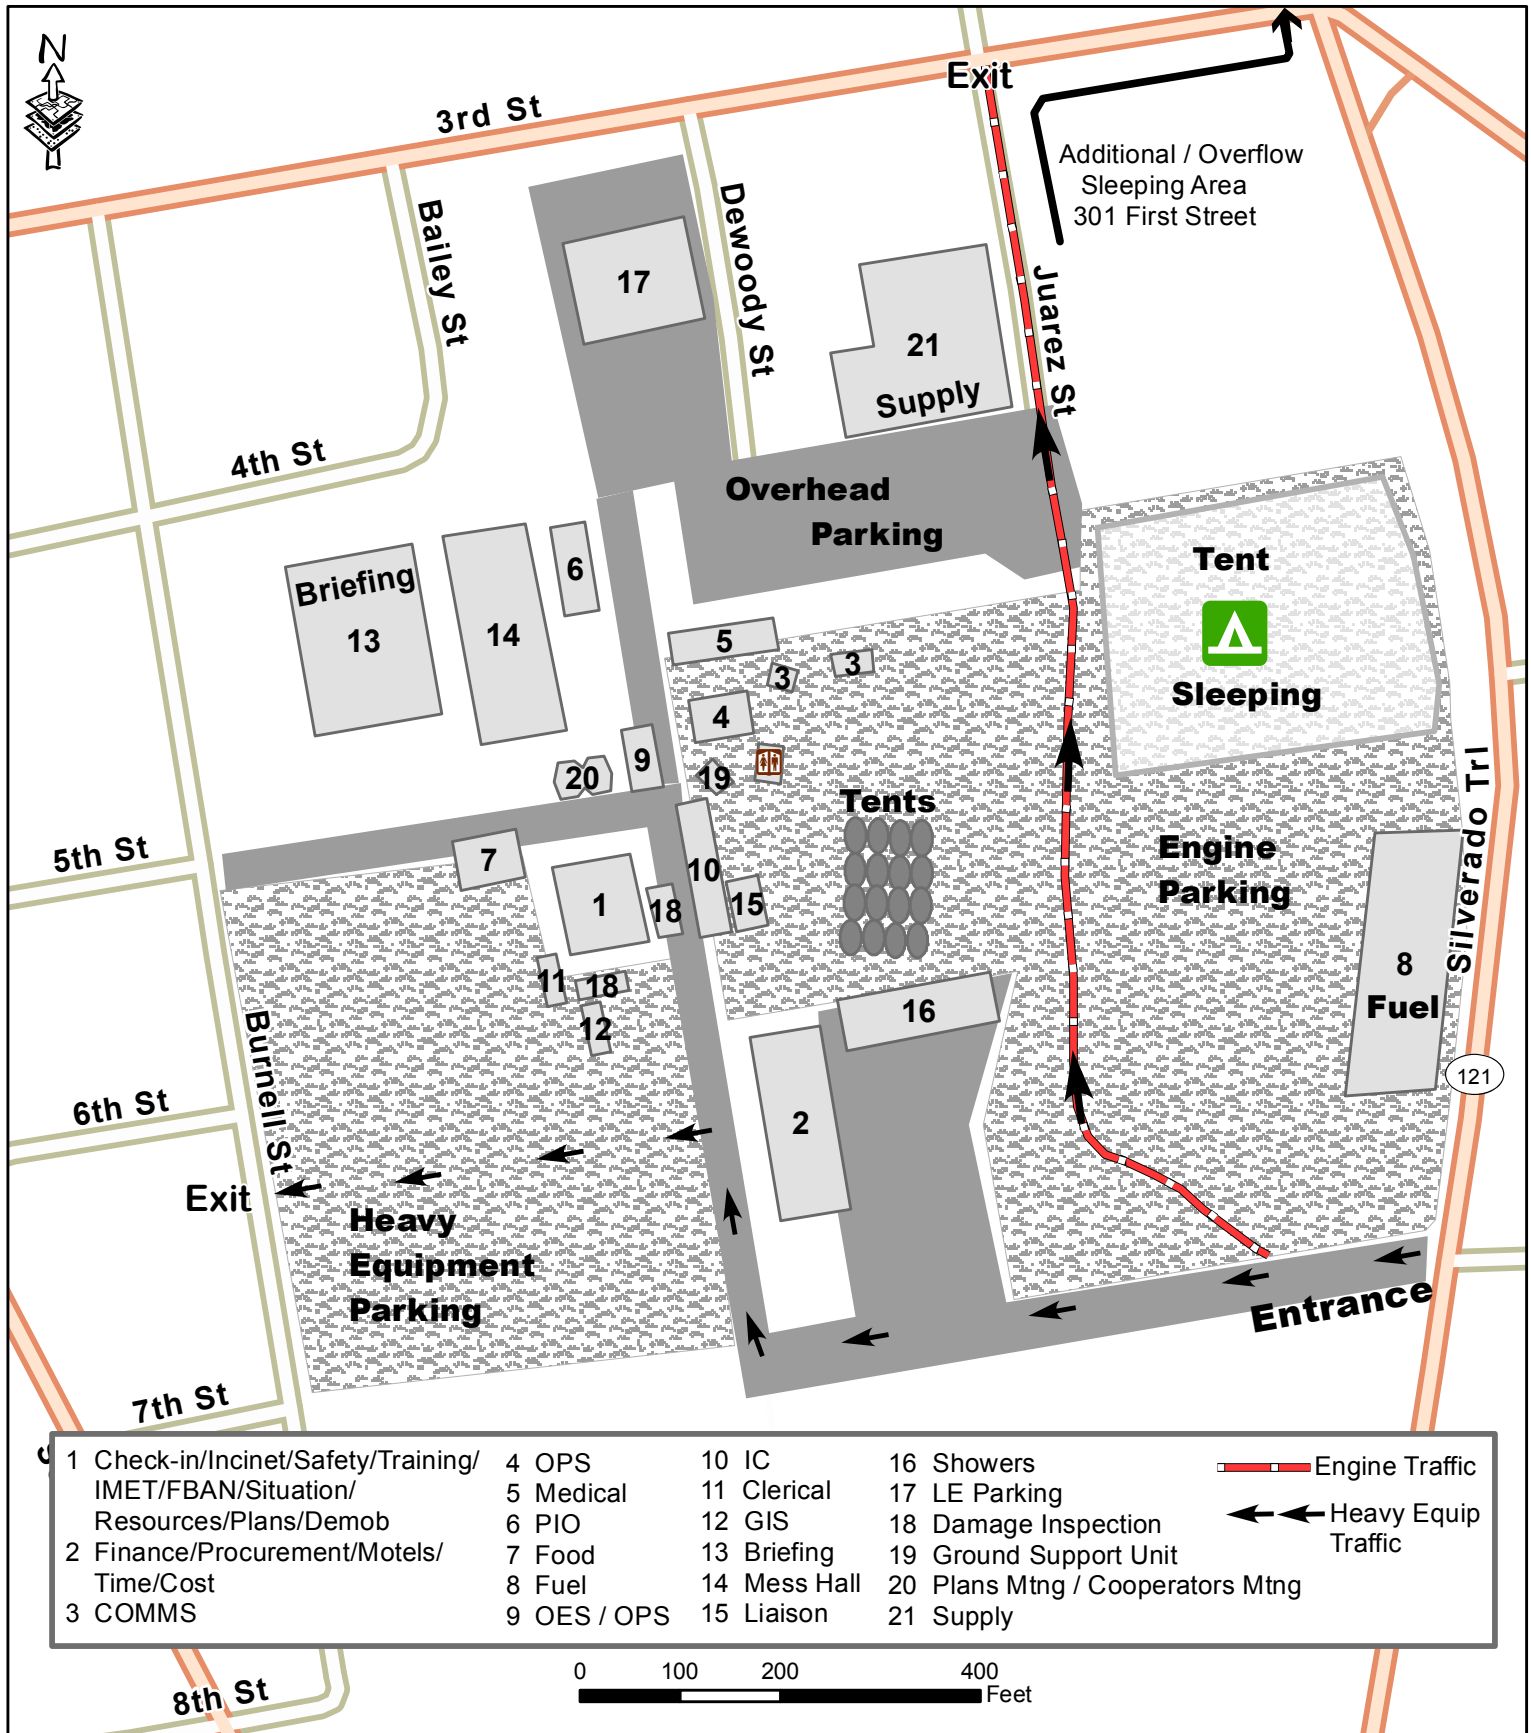 N
3rd St
Exit
Additional / Overflow
Sleeping Area
301 First Street
Bailey St
Dewoody St
Juarez St
17
21
Supply
4th St
Overhead
Parking
Briefing
13
14
6
5
3
3
4
Tent
Sleeping
9
20
19
Tents
5th St
7
1
18
10
15
Engine
Parking
Silverado Trl
8
Fuel
11
18
12
16
Burnell St
121
6th St
2
Exit
Heavy
Equipment
Parking
Entrance
7th St
1 Check-in/Incinet/Safety/Training/
IMET/FBAN/Situation/
Resources/Plans/Demob
2 Finance/Procurement/Motels/
Time/Cost
3 COMMS
4 OPS
5 Medical
6 PIO
7 Food
8 Fuel
9 OES / OPS
10 IC
11 Clerical
12 GIS
13 Briefing
14 Mess Hall
15 Liaison
16 Showers
17 LE Parking
18 Damage Inspection
19 Ground Support Unit
20 Plans Mtng / Cooperators Mtng
21 Supply
Engine Traffic
Heavy Equip
Traffic
8th St
0 100 200 400
Feet